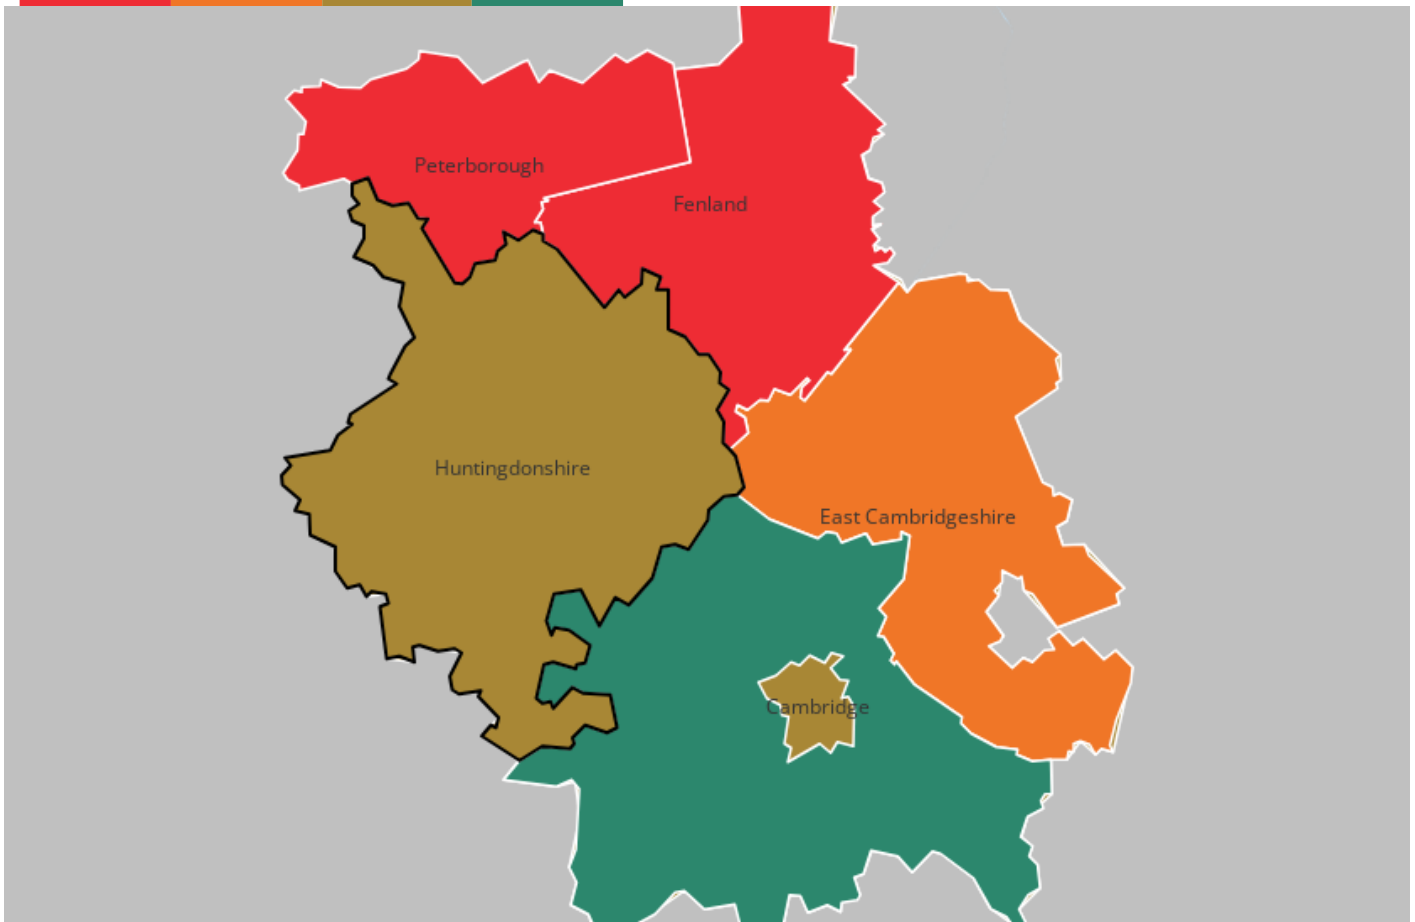 Peterborough
Fenland
Huntingdonshire
East Cambridgeshire
Cambridge